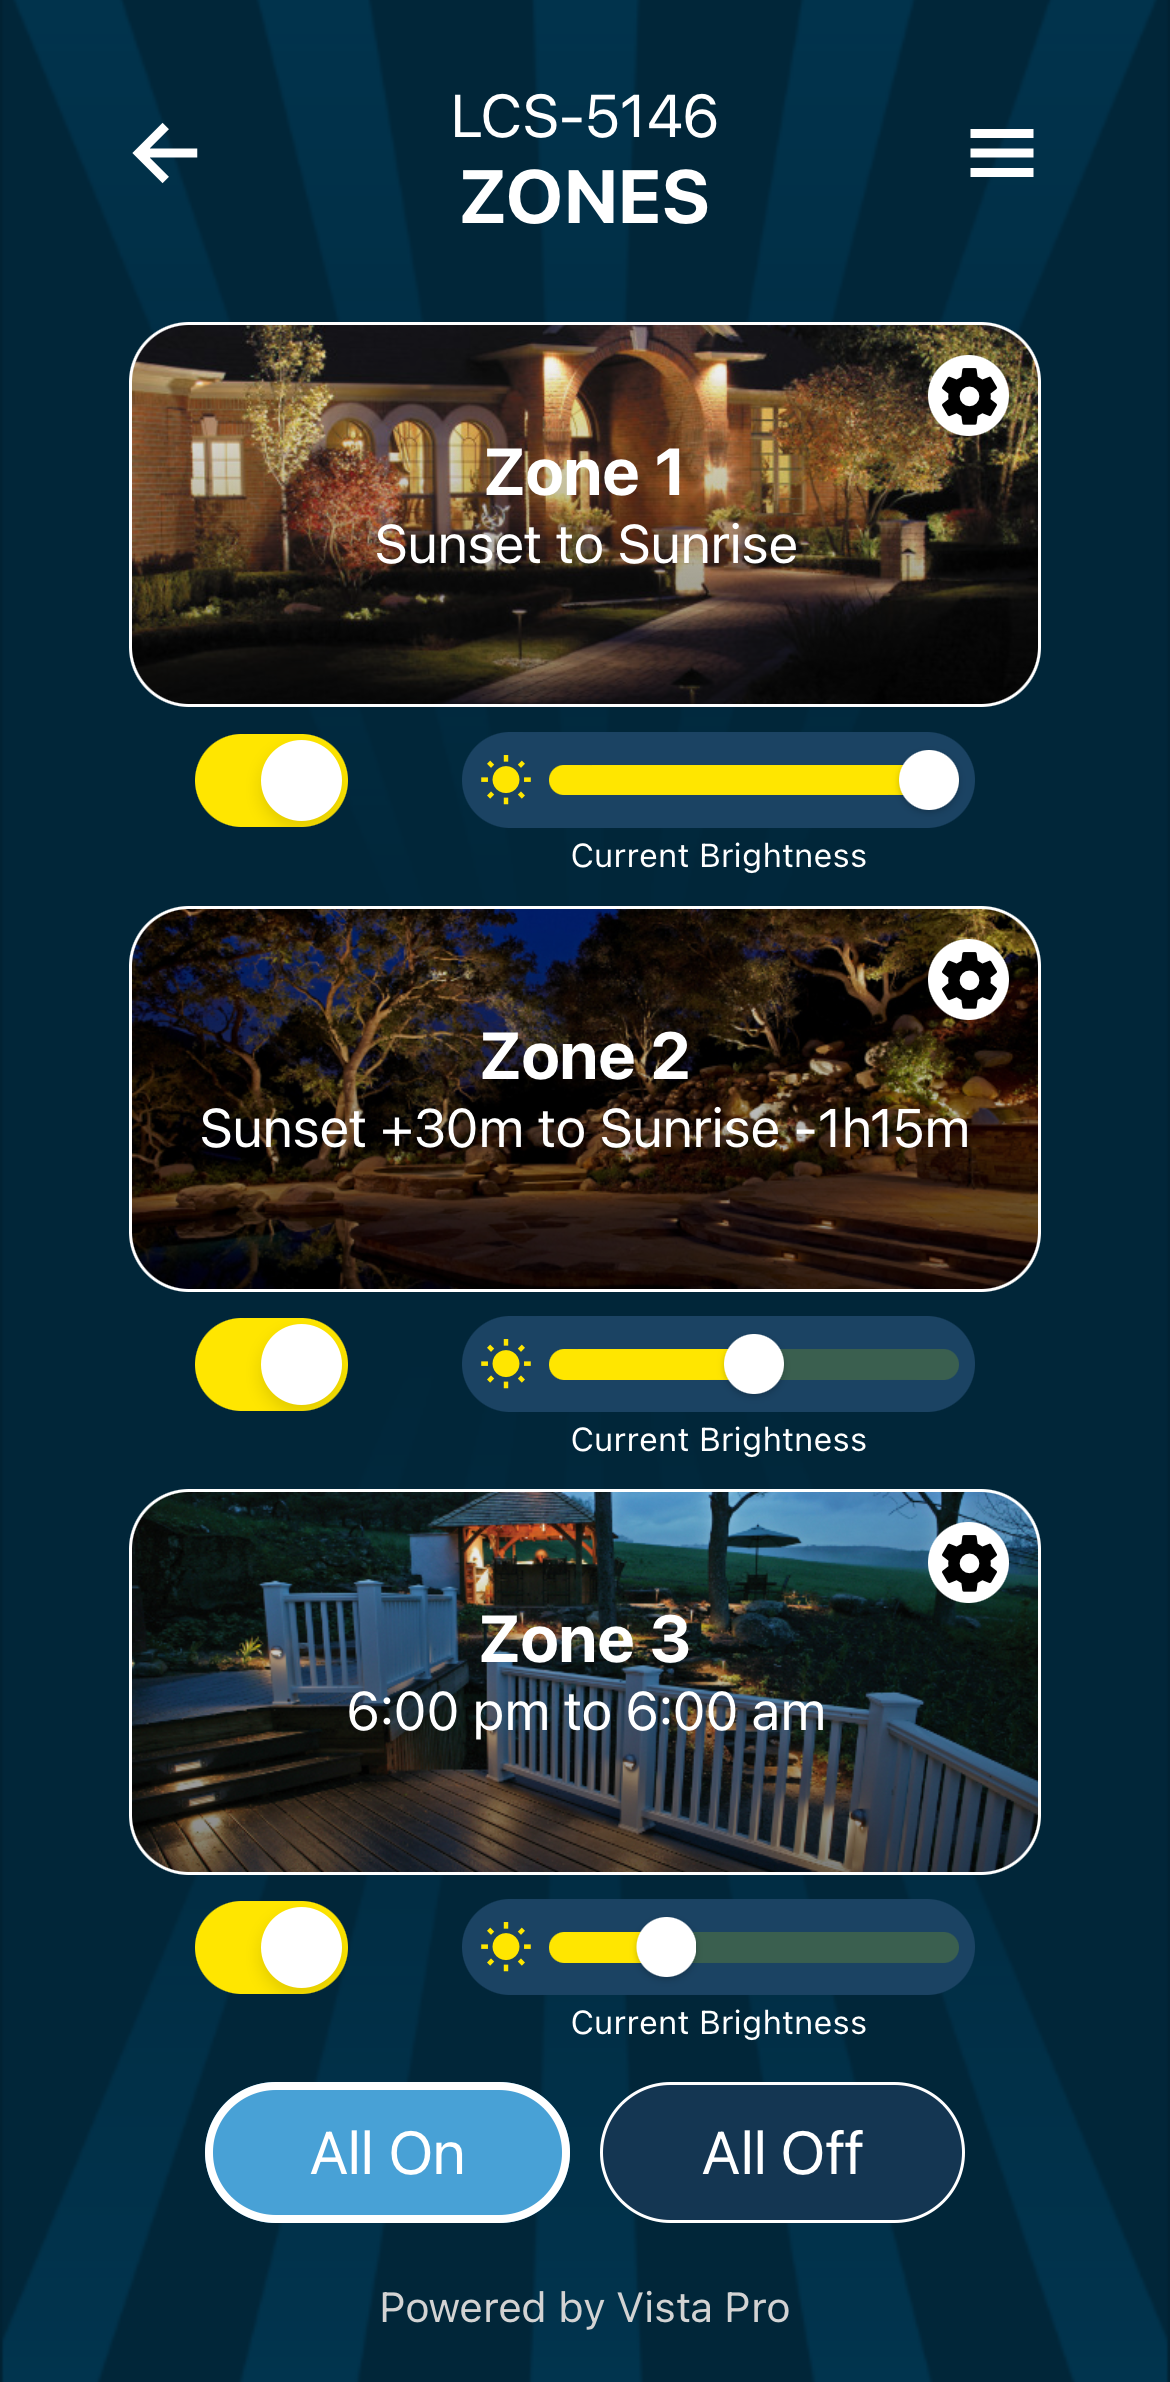 LCS-5146
ZONES
Zone 1
Sunset to Sunrise
Current Brightness
Zone 2
Sunset +30m to Sunrise -1h15m
Current Brightness
Zone 3
6:00 pm to 6:00 am
Current Brightness
All On
All Off
Powered by Vista Pro